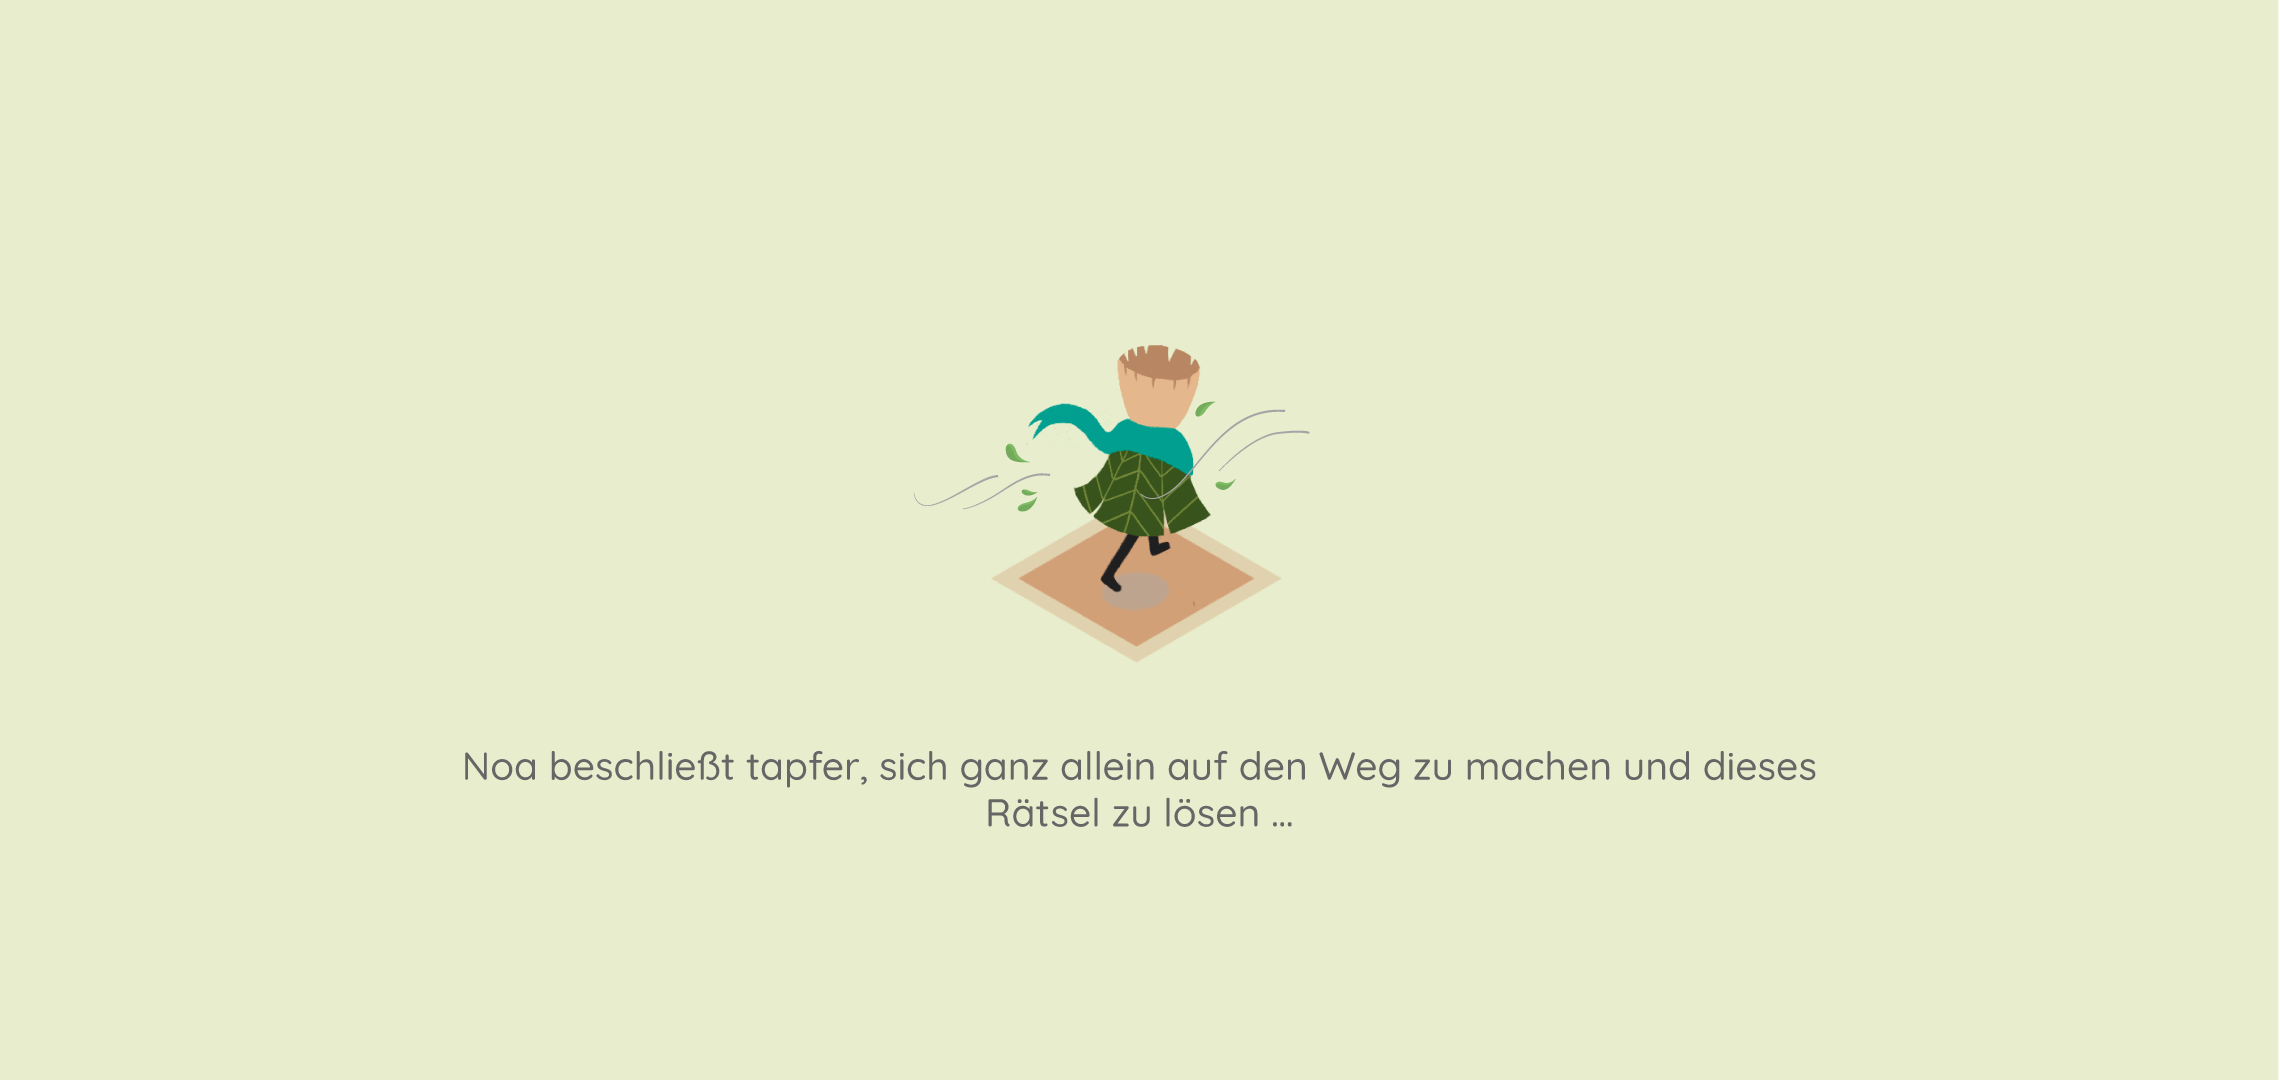 Noa beschließt tapfer, sich ganz allein auf den Weg zu machen und dieses
Rätsel zu lösen ...